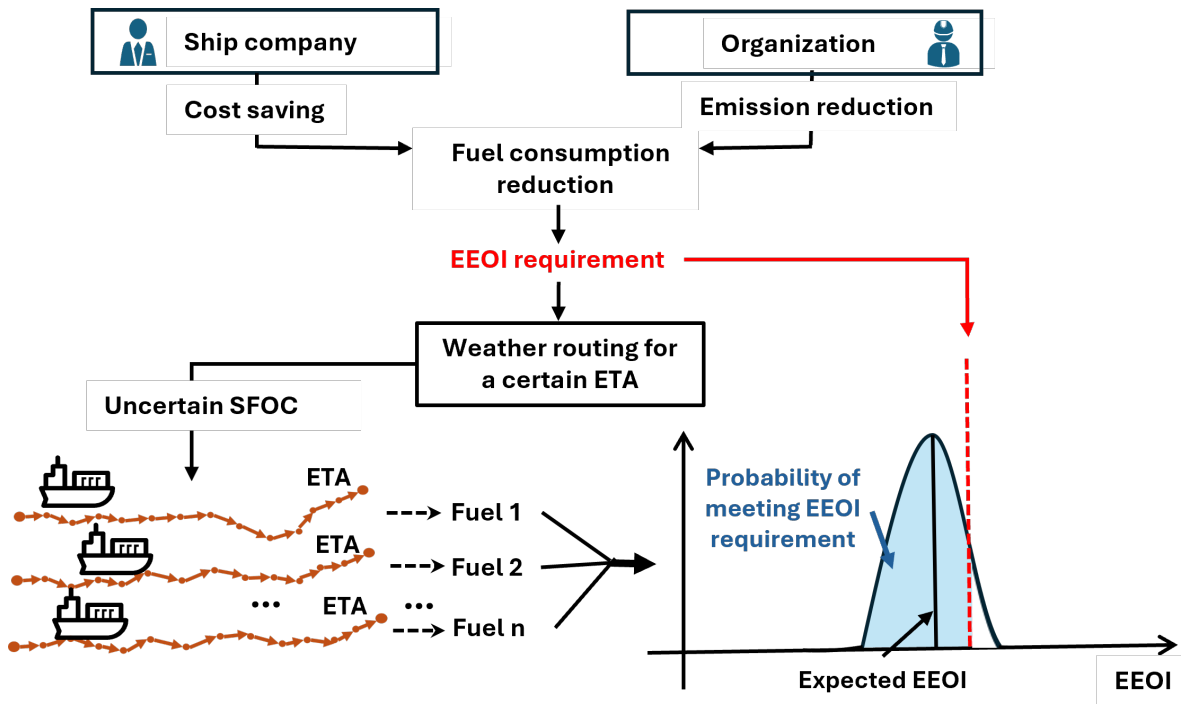 Ship company
Organization
Cost saving
Emission reduction
Fuel consumption
reduction
EEOI requirement
Weather routing for
a certain ETA
Uncertain SFOC
ETA
Fuel 1
ETA
Fuel 2
...
ETA
...
Fuel n
Probability of
meeting EEOI
requirement
Expected EEOI
EEOI